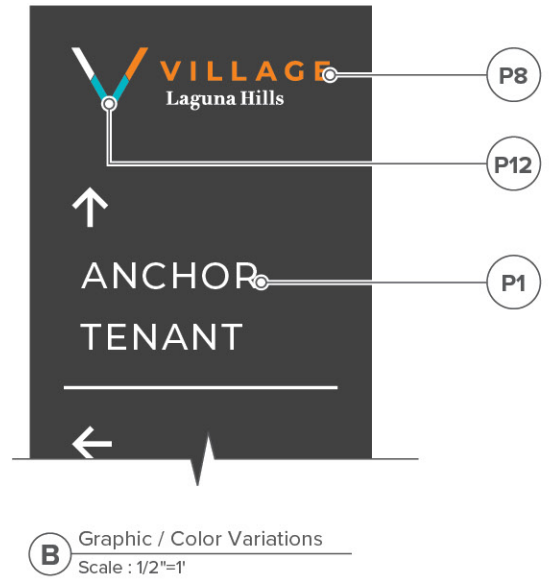 VILLAGE
Laguna Hills
P8
P12
ANCHOR
P1
TENANT
B
Graphic / Color Variations
Scale : 1/2"=1'